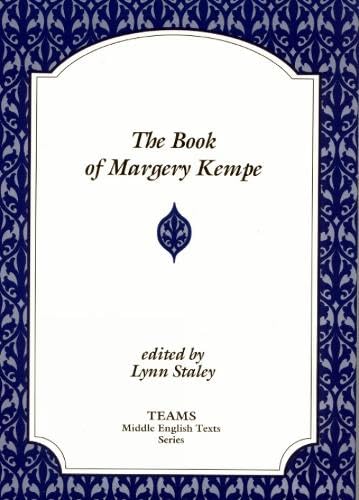 The Book
of Margery Kempe
edited by
Lynn Staley
TEAMS
Middle English Texts
Series